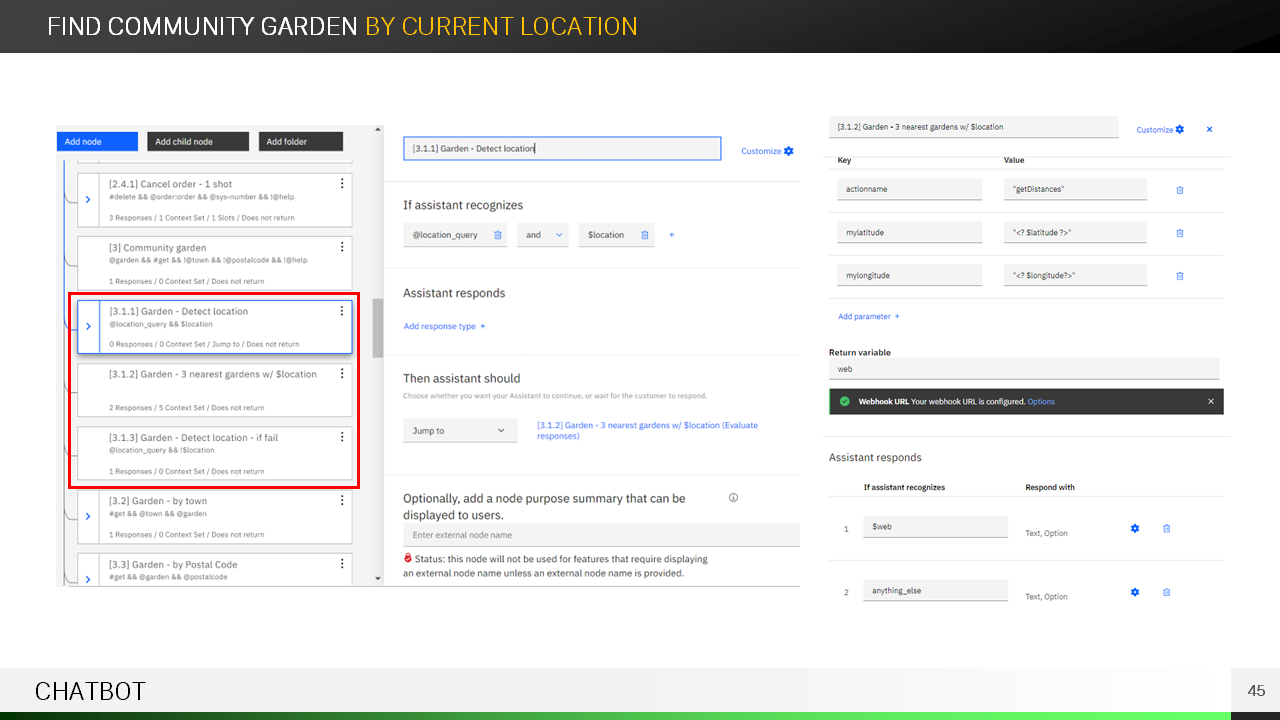 FIND COMMUNITY GARDEN BY CURRENT LOCATION
Add node
Add child node
Add folder
[2.4.1] Cancel order - 1 shot
#delete && @order:order && @sys-number && !@help
3 Responses / 1 Context Set / 1 Slots / Does not return
[3] Community garden
@garden && #get && !@town && !@postalcode && !@help
1 Responses / 0 Context Set / Does not return
[3.1.1] Garden - Detect location
@location_query && $location
0 Responses / 0 Context Set / Jump to / Does not return
[3.1.2] Garden - 3 nearest gardens w/ $location
2 Responses / 5 Context Set / Does not return
[3.1.3] Garden - Detect location - if fail
@location_query && !$location
1 Responses / 0 Context Set / Does not return
[3.2] Garden - by town
#get && @town && @garden
1 Responses / 0 Context Set / Does not return
[3.3] Garden - by Postal Code
#get && @garden && @postalcode
[3.1.1] Garden - Detect location
Customize
If assistant recognizes
@location_query
and
$location
+
Assistant responds
Add response type +
Then assistant should
Choose whether you want your Assistant to continue, or wait for the customer to respond.
Jump to
[3.1.2] Garden - 3 nearest gardens w/ $location (Evaluate
responses)
Optionally, add a node purpose summary that can be
displayed to users.
Enter external node name
Status: this node will not be used for features that require displaying
an external node name unless an external node name is provided.
[3.1.2] Garden • 3 nearest gardens w/ $location
Customize
Key
Value
actionname
"getDistances"
mylatitude
"<? $latitude ?>"
mylongitude
"<? $longitude?>"
Add parameter +
Return variable
web
Webhook URL Your webhook URL is configured. Options
Assistant responds
If assistant recognizes
Respond with
1
$web
Text, Option
2
anything_else
Text, Option
CHATBOT
45